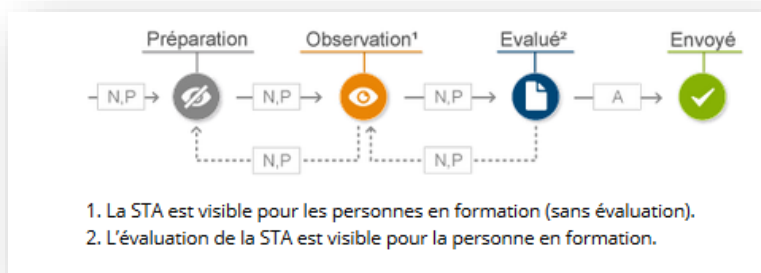 Préparation Observation¹ Evalué² Envoyé
N,P N,P N,P A
N,P N,P
1. La STA est visible pour les personnes en formation (sans évaluation).
2. L'évaluation de la STA est visible pour la personne en formation.